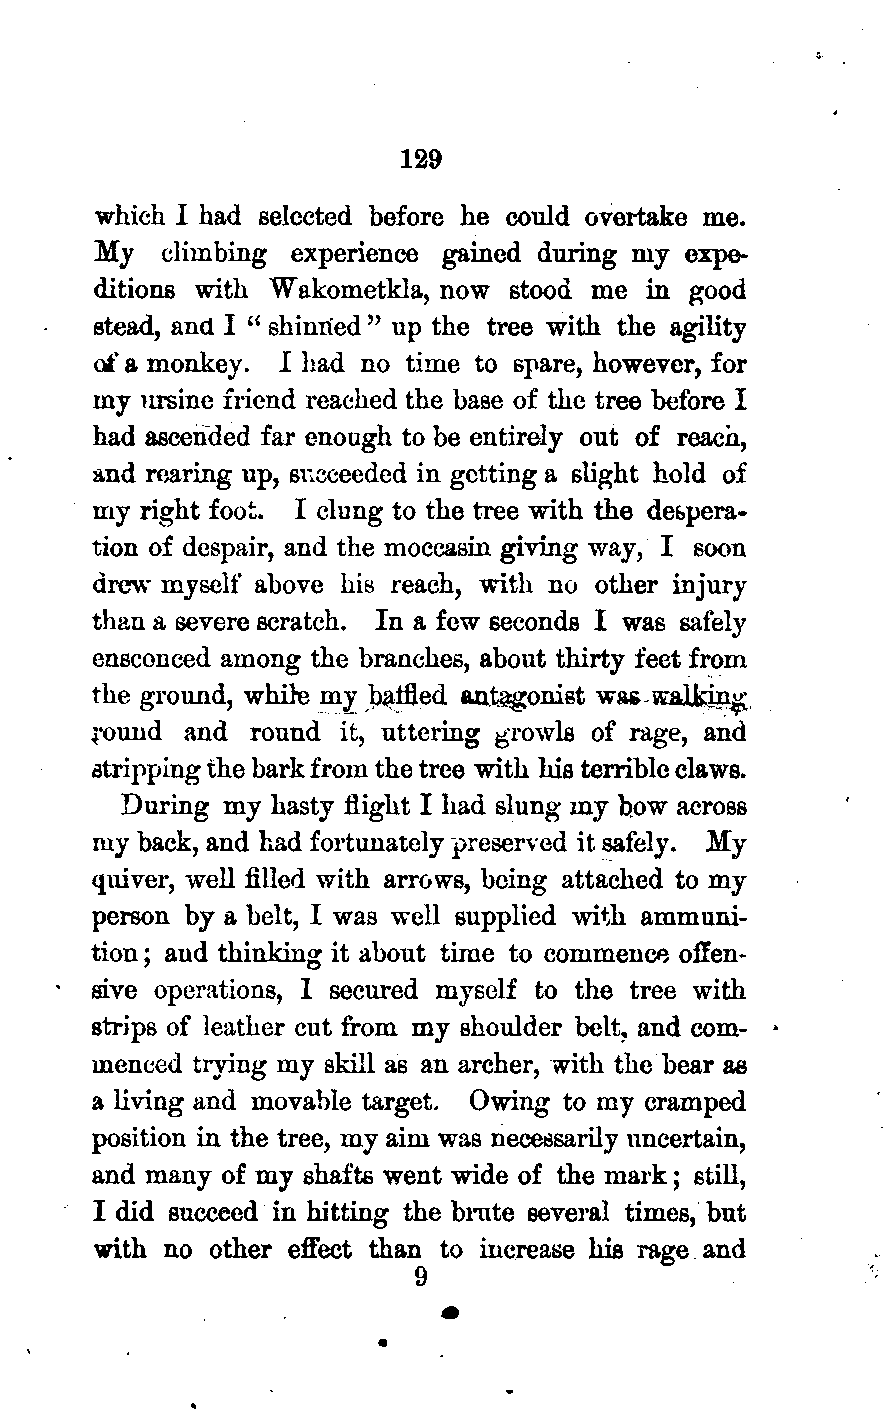 129
which I had selected before he could overtake me.
My climbing experience gained during my expe-
ditions with Wakometkla, now stood me in good
stead, and I “ shinned ” up the tree with the agility
of a monkey. I had no time to spare, however, for
my ursine friend reached the base of the tree before I
had ascended far enough to be entirely out of reach,
and rearing up, succeeded in getting a slight hold of
my right foot. I clung to the tree with the despera-
tion of despair, and the moccasin giving way, I soon
drew myself above his reach, with no other injury
than a severe scratch. In a few seconds I was safely
ensconced among the branches, about thirty feet from
the ground, while my baffled antagonist was walking
round and round it, uttering growls of rage, and
stripping the bark from the tree with his terrible claws.
During my hasty flight I had slung my bow across
my back, and had fortunately preserved it safely. My
quiver, well filled with arrows, being attached to my
person by a belt, I was well supplied with ammuni-
tion; and thinking it about time to commence offen-
sive operations, I secured myself to the tree with
strips of leather cut from my shoulder belt, and com-
menced trying my skill as an archer, with the bear as
a living and movable target. Owing to my cramped
position in the tree, my aim was necessarily uncertain,
and many of my shafts went wide of the mark; still,
I did succeed in hitting the brute several times, but
with no other effect than to increase his rage and
9